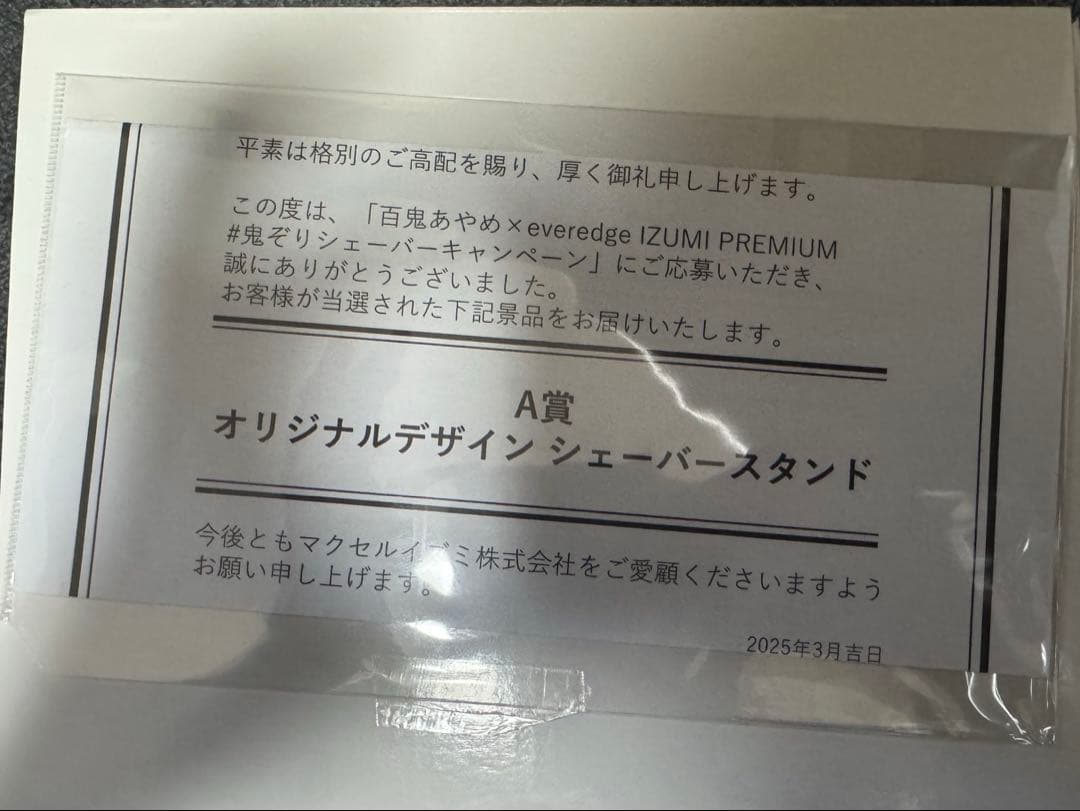 平素は格別のご高配を賜り、厚く御礼申し上げます。
この度は、「百鬼あやめ×everedge IZUMI PREMIUM
#鬼ぞりシェーバーキャンペーン」にご応募いただき、
誠にありがとうございました。
お客様が当選された下記景品をお届けいたします。
A賞
オリジナルデザイン シェーバースタンド
今後ともマクセルイズミ株式会社をご愛顧くださいますよう
お願い申し上げます。
2025年3月吉日